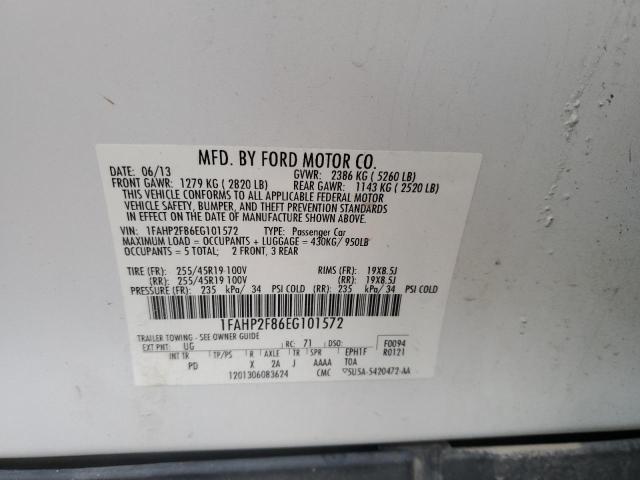 MFD. BY FORD MOTOR CO.
DATE: 06/13 GVWR: 2386 KG ( 5260 LB)
FRONT GAWR: 1279 KG ( 2820 LB) REAR GAWR: 1143 KG ( 2520 LB)
THIS VEHICLE CONFORMS TO ALL APPLICABLE FEDERAL MOTOR
VEHICLE SAFETY, BUMPER, AND THEFT PREVENTION STANDARDS
IN EFFECT ON THE DATE OF MANUFACTURE SHOWN ABOVE.
VIN: 1FAHP2F86EG101572 TYPE: Passenger Car
MAXIMUM LOAD = OCCUPANTS + LUGGAGE = 430KG/ 950LB
OCCUPANTS = 5 TOTAL; 2 FRONT, 3 REAR
TIRE (FR): 255/45R19 100V RIMS (FR): 19X8.5J
(RR): 255/45R19 100V (RR): 19X8.5J
PRESSURE (FR): 235 kPa/ 34 PSI COLD (RR): 235 kPa/ 34 PSI COLD
1FAHP2F86EG101572
TRAILER TOWING - SEE OWNER GUIDE
EXT PNT: UG RC: 71 DSO: F0094
R0121
INT TR TP/PS R AXLE TR SPR EPH1F
PD X 2A J AAAA T0A
1201306083624 CMC 5U5A-5420472-AA